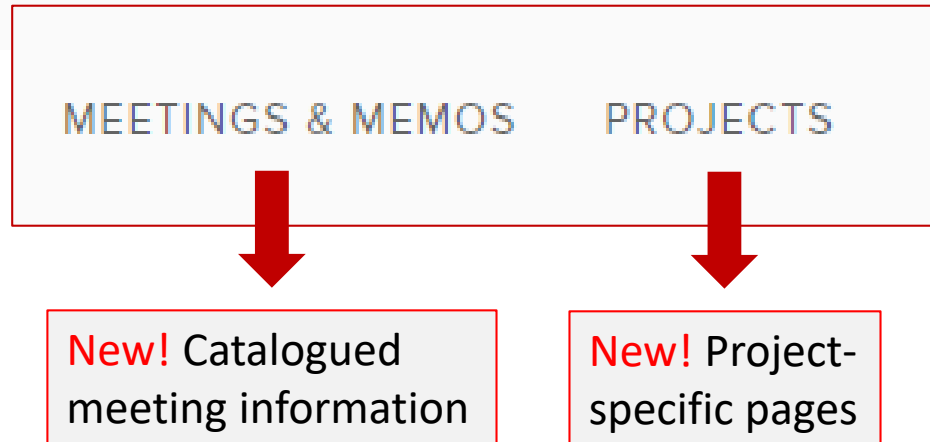 MEETINGS & MEMOS PROJECTS
New! Catalogued
meeting information
New! Project-
specific pages